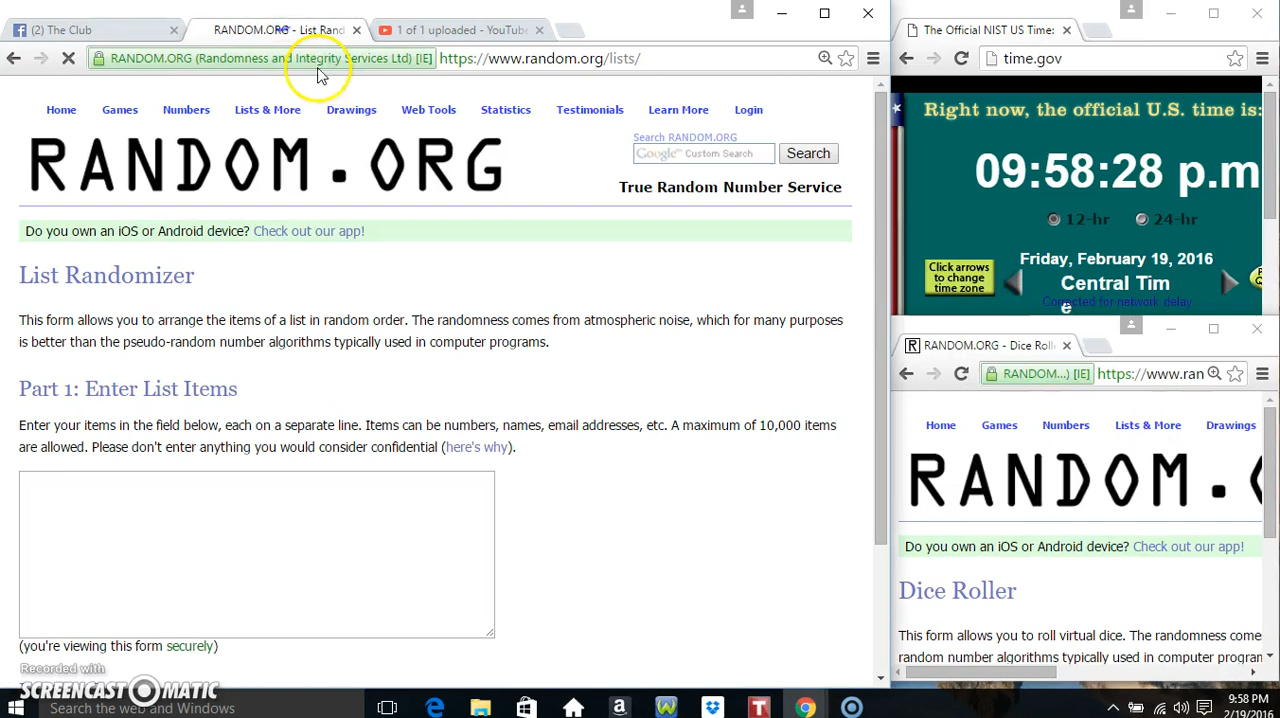 (2) The Club
RANDOM.ORG - List Rand
1 of 1 uploaded - YouTube
RANDOM.ORG (Randomness and Integrity Services Ltd) [IE]
https://www.random.org/lists/
Home Games Numbers Lists & More Drawings Web Tools Statistics Testimonials Learn More Login
RANDOM.ORG
Search RANDOM.ORG
Google™ Custom Search
Search
True Random Number Service
Do you own an iOS or Android device? Check out our app!
List Randomizer
This form allows you to arrange the items of a list in random order. The randomness comes from atmospheric noise, which for many purposes
is better than the pseudo-random number algorithms typically used in computer programs.
Part 1: Enter List Items
Enter your items in the field below, each on a separate line. Items can be numbers, names, email addresses, etc. A maximum of 10,000 items
are allowed. Please don't enter anything you would consider confidential (here's why).
(you're viewing this form securely)
Recorded with
SCREENCAST-O-MATIC
The Official NIST US Time:
time.gov
Right now, the official U.S. time is:
09:58:28 p.m
12-hr 24-hr
Click arrows
to change
time zone
Friday, February 19, 2016
Central Tim
e
Corrected for network delay
RANDOM.ORG - Dice Rolle
RANDOM...) [IE]
https://www.ran
Home Games Numbers Lists & More Drawings
RANDOM.
Do you own an iOS or Android device? Check out our app!
Dice Roller
This form allows you to roll virtual dice. The randomness come
random number algorithms typically used in computer program
Search the web and Windows
9:58 PM
2/19/2016